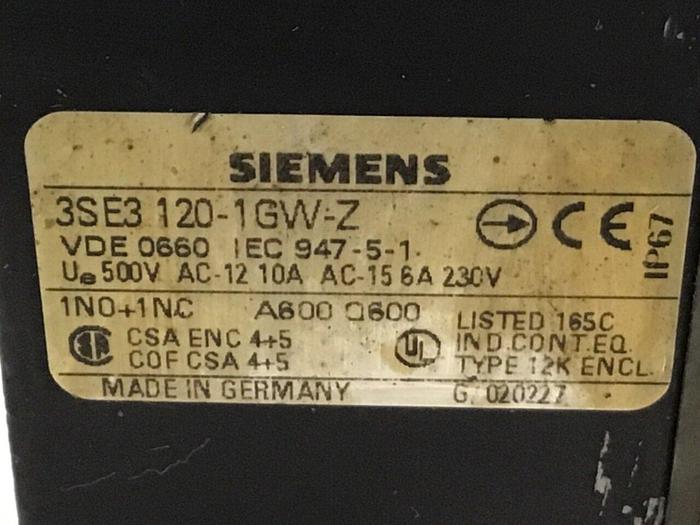 SIEMENS
3SE3 120-1GW-Z
CE
IP67
VDE 0660 IEC 947-5-1
Ue 500V AC-12 10A AC-15 6A 230V
1NO+1NC A600 Q600
CSA ENC 4+5
COF CSA 4+5
UL
LISTED 165C
IND.CONT.EQ.
TYPE 12K ENCL.
MADE IN GERMANY G/020227